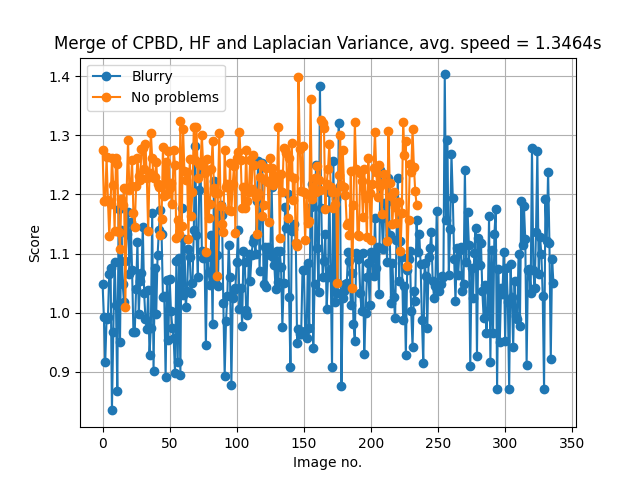 Merge of CPBD, HF and Laplacian Variance, avg. speed = 1.3464s
Blurry
No problems
1.4
1.3
1.2
1.1
1.0
0.9
Score
0 50 100 150 200 250 300 350
Image no.